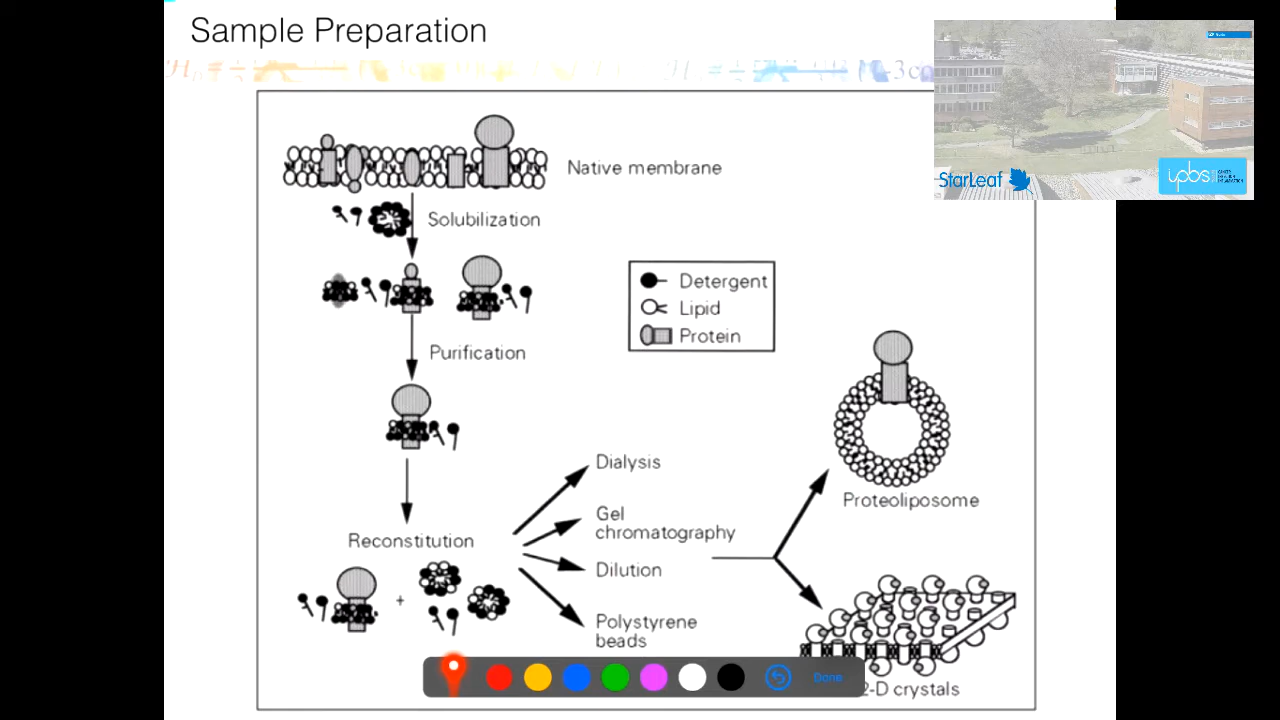 Sample Preparation
StarLeaf
ipbs
Native membrane
Solubilization
Detergent
Lipid
Protein
Purification
Dialysis
Proteoliposome
Gel
chromatography
Reconstitution
Dilution
+
Polystyrene
beads
Done
2-D crystals